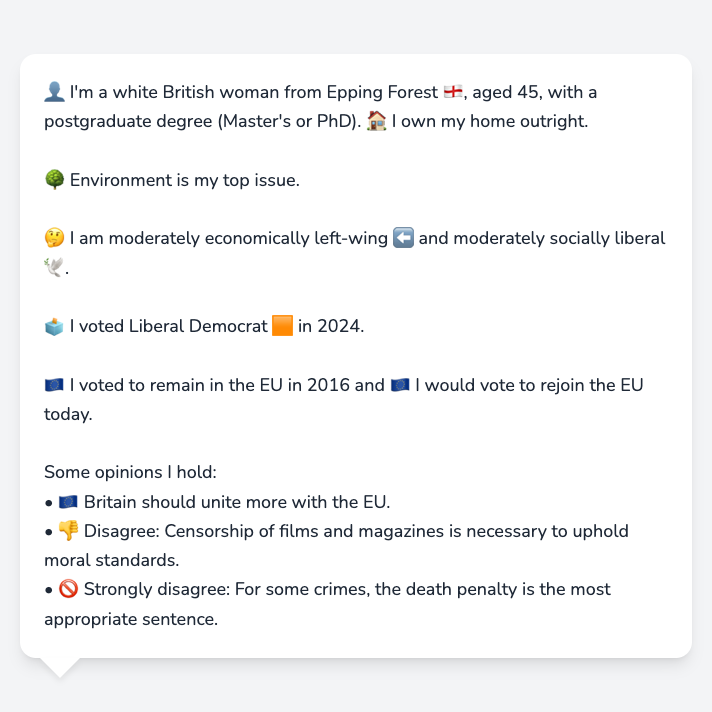 👤 I'm a white British woman from Epping Forest 🏴󠁧󠁢󠁥󠁮󠁧󠁿, aged 45, with a
postgraduate degree (Master's or PhD). 🏠 I own my home outright.
🌳 Environment is my top issue.
🤔 I am moderately economically left-wing ⬅️ and moderately socially liberal
🕊️.
🗳️ I voted Liberal Democrat 🟧 in 2024.
🇪🇺 I voted to remain in the EU in 2016 and 🇪🇺 I would vote to rejoin the EU
today.
Some opinions I hold:
• 🇪🇺 Britain should unite more with the EU.
• 👎 Disagree: Censorship of films and magazines is necessary to uphold
moral standards.
• 🚫 Strongly disagree: For some crimes, the death penalty is the most
appropriate sentence.